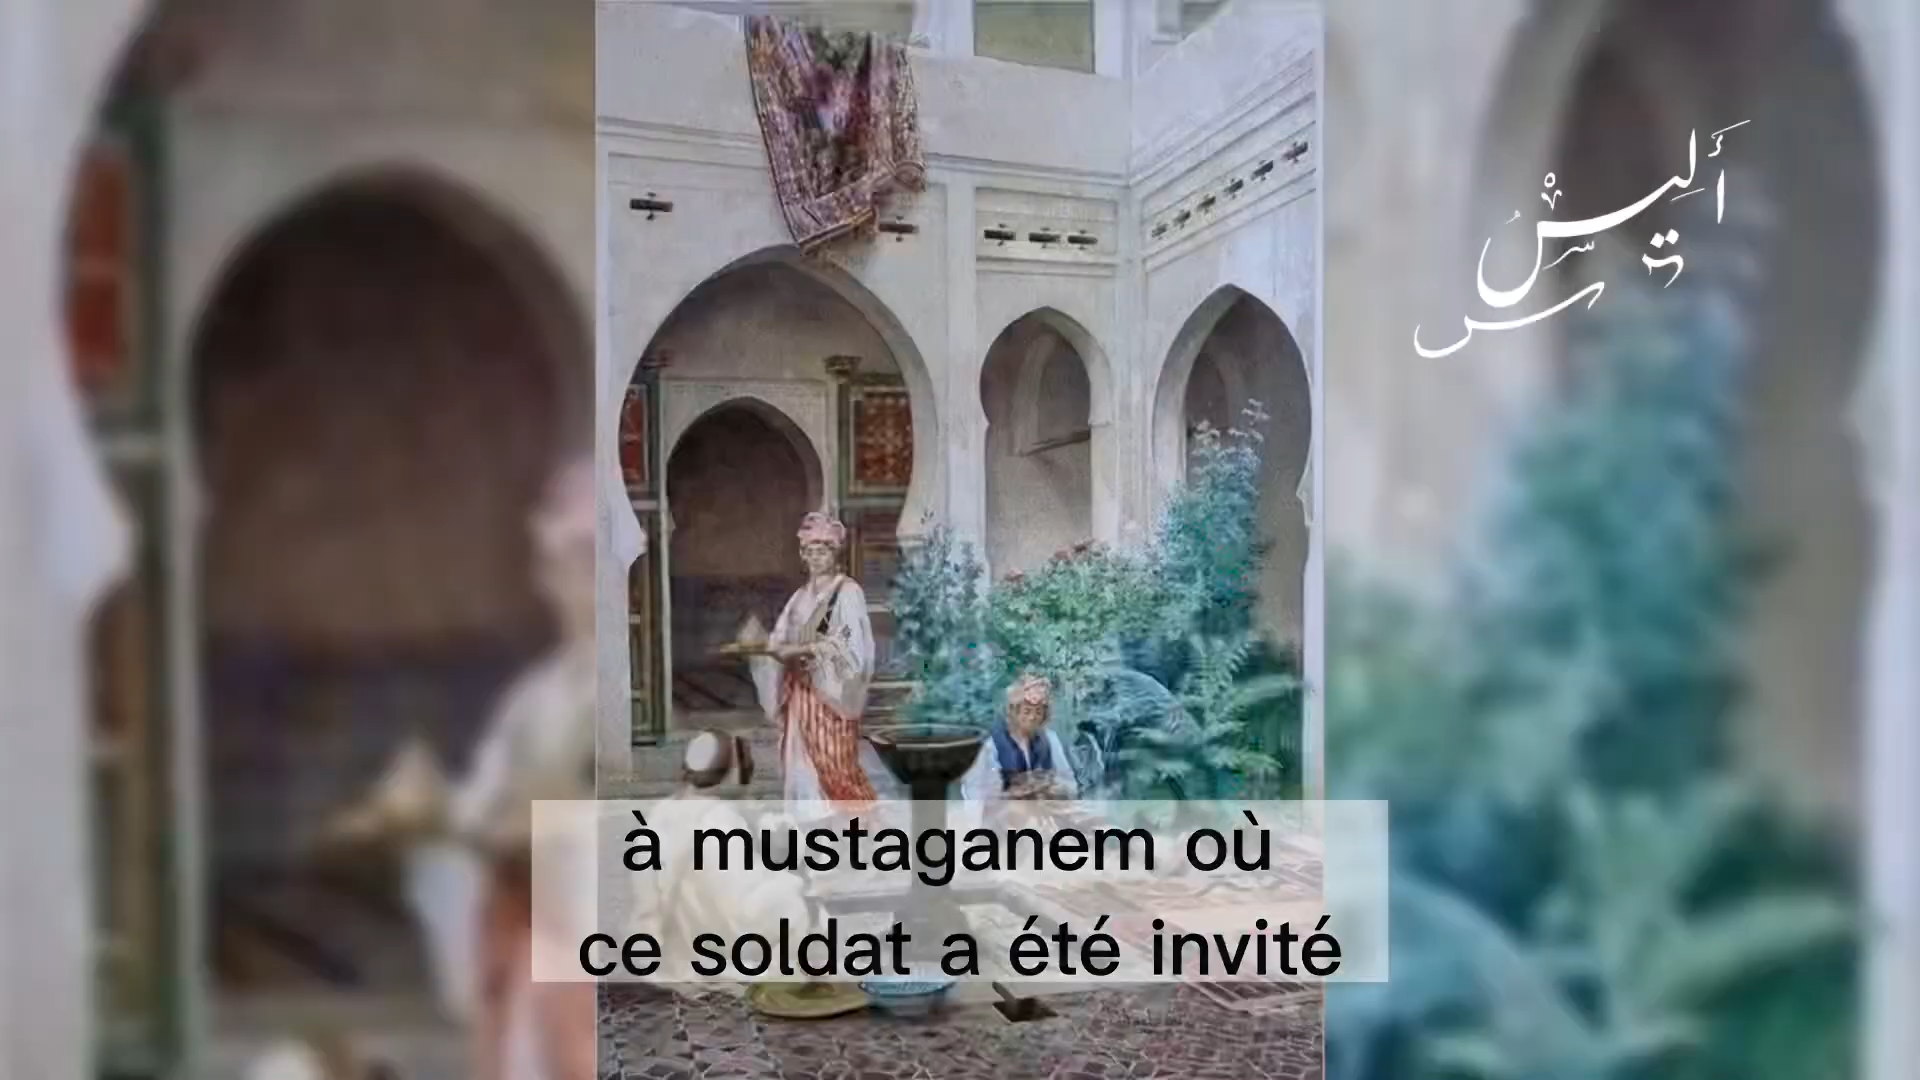 à mustaganem où
ce soldat a été invité